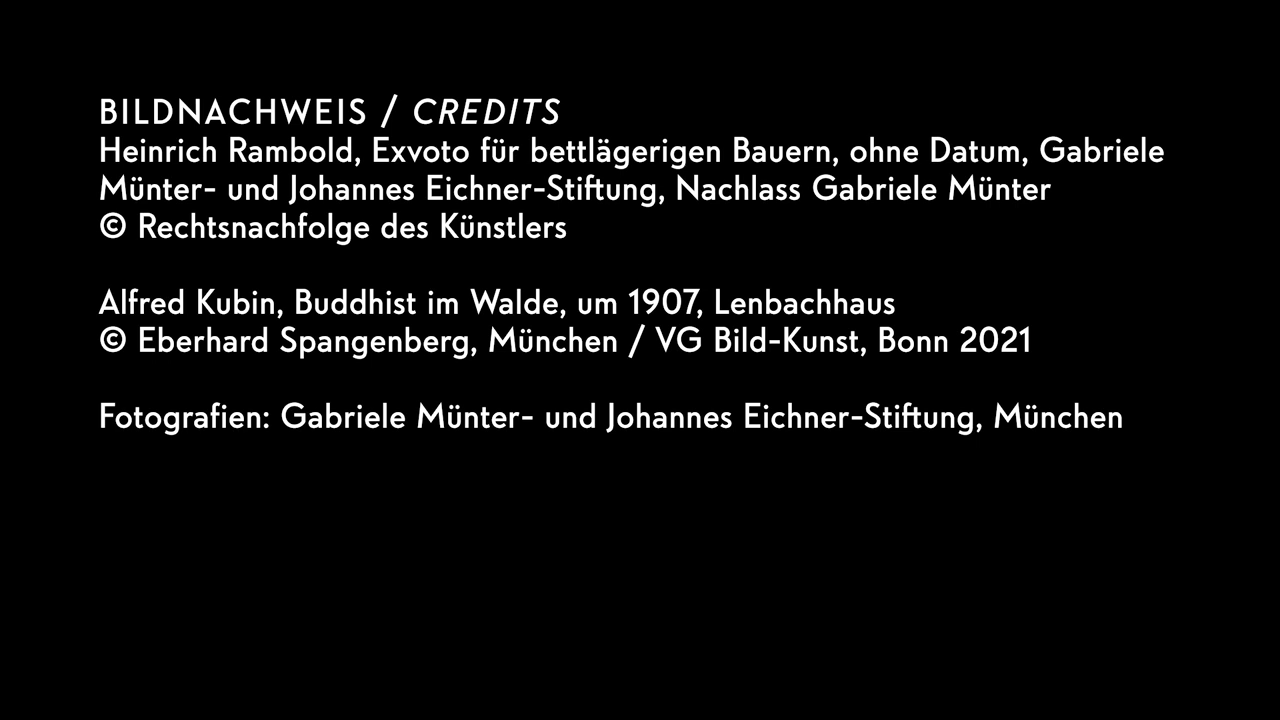 BILDNACHWEIS / CREDITS
Heinrich Rambold, Exvoto für bettlägerigen Bauern, ohne Datum, Gabriele
Münter- und Johannes Eichner-Stiftung, Nachlass Gabriele Münter
© Rechtsnachfolge des Künstlers
Alfred Kubin, Buddhist im Walde, um 1907, Lenbachhaus
© Eberhard Spangenberg, München / VG Bild-Kunst, Bonn 2021
Fotografien: Gabriele Münter- und Johannes Eichner-Stiftung, München